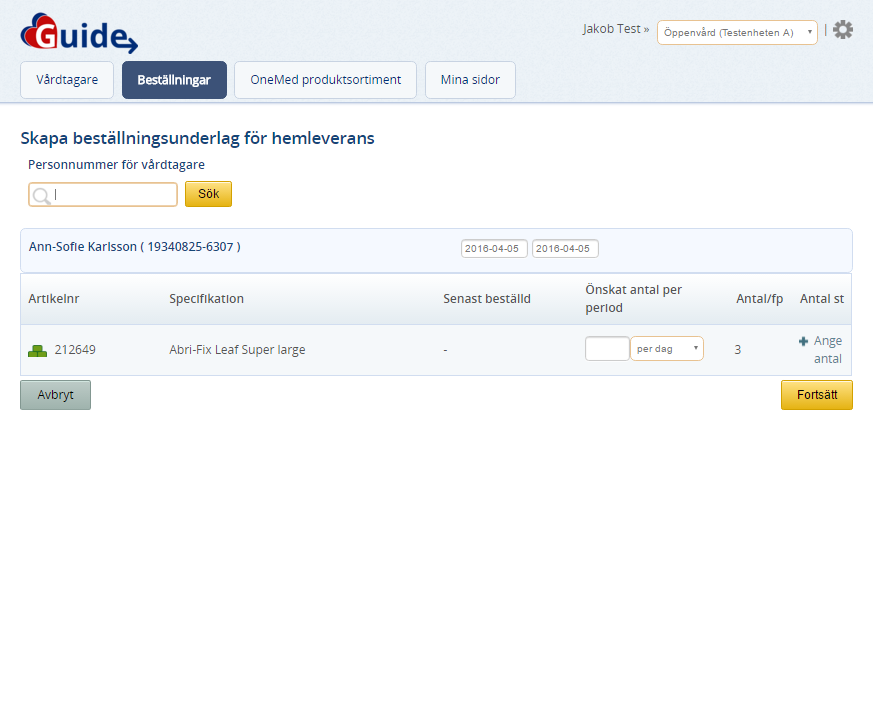 Guide
Jakob Test »
Öppenvård (Testenheten A)
|
Vårdtagare
Beställningar
OneMed produktsortiment
Mina sidor
Skapa beställningsunderlag för hemleverans
Personnummer för vårdtagare
Sök
Ann-Sofie Karlsson ( 19340825-6307 )
2016-04-05
2016-04-05
Artikelnr
Specifikation
Senast beställd
Önskat antal per
period
Antal/fp
Antal st
212649
Abri-Fix Leaf Super large
-
per dag
3
Ange
antal
Avbryt
Fortsätt